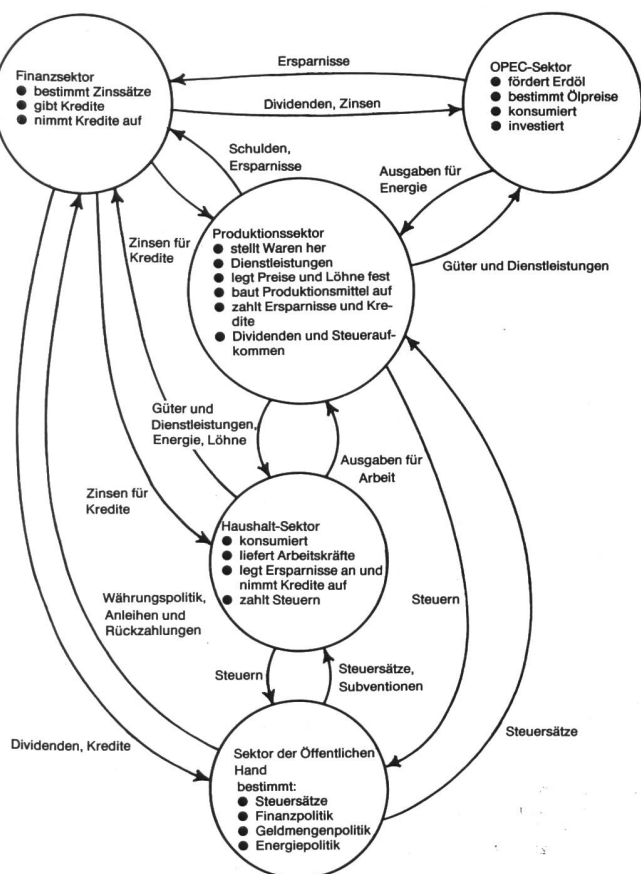 Ersparnisse
Finanzsektor
● bestimmt Zinssätze
● gibt Kredite
● nimmt Kredite auf
OPEC-Sektor
● fördert Erdöl
● bestimmt Ölpreise
● konsumiert
● investiert
Dividenden, Zinsen
Schulden,
Ersparnisse
Ausgaben für
Energie
Zinsen für
Kredite
Produktionssektor
● stellt Waren her
● Dienstleistungen
● legt Preise und Löhne fest
● baut Produktionsmittel auf
● zahlt Ersparnisse und Kre-
dite
● Dividenden und Steuerauf-
kommen
Güter und Dienstleistungen
Güter und
Dienstleistungen,
Energie, Löhne
Ausgaben für
Arbeit
Zinsen für
Kredite
Haushalt-Sektor
● konsumiert
● liefert Arbeitskräfte
● legt Ersparnisse an und
nimmt Kredite auf
● zahlt Steuern
Währungspolitik,
Anleihen und
Rückzahlungen
Steuern
Steuern
Steuersätze,
Subventionen
Dividenden, Kredite
Steuersätze
Sektor der Öffentlichen
Hand
bestimmt:
● Steuersätze
● Finanzpolitik
● Geldmengenpolitik
● Energiepolitik